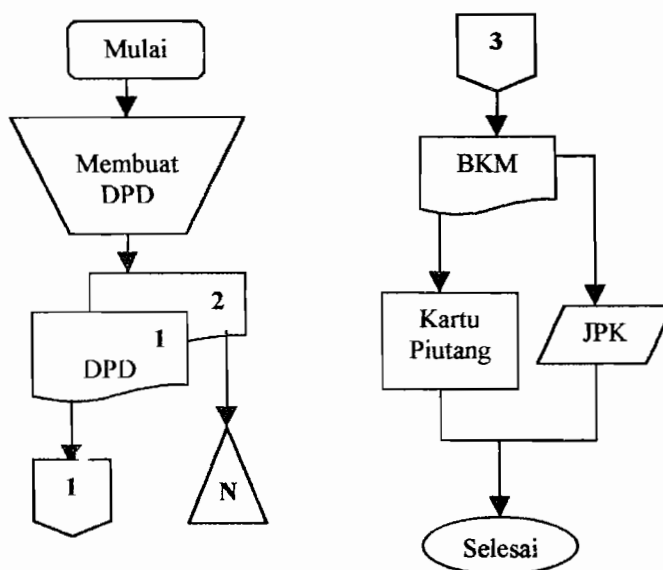 Mulai
Membuat
DPD
2
1
DPD
1
N
3
BKM
Kartu
Piutang
JPK
Selesai